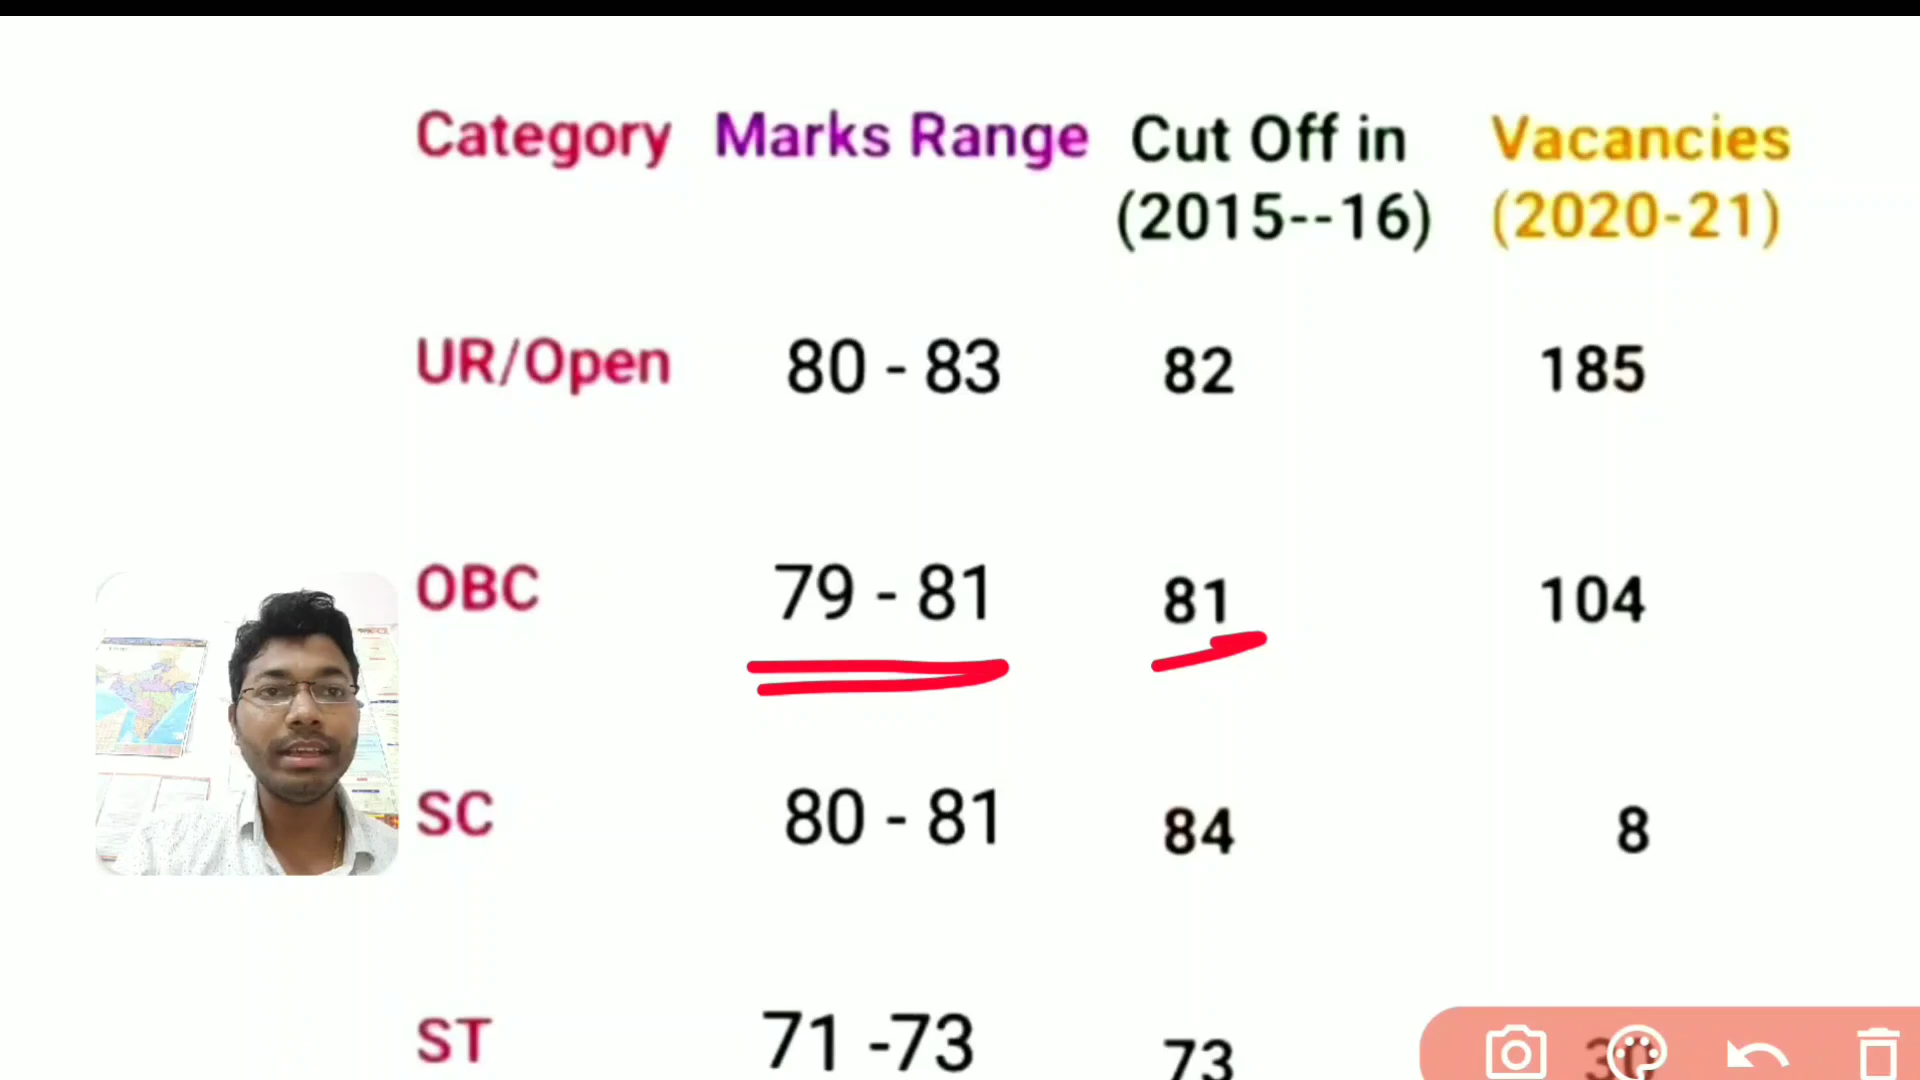 Category Marks Range Cut Off in Vacancies
(2015--16) (2020-21)
UR/Open 80 - 83 82 185
OBC 79 - 81 81 104
SC 80 - 81 84 8
ST 71 -73 73 30